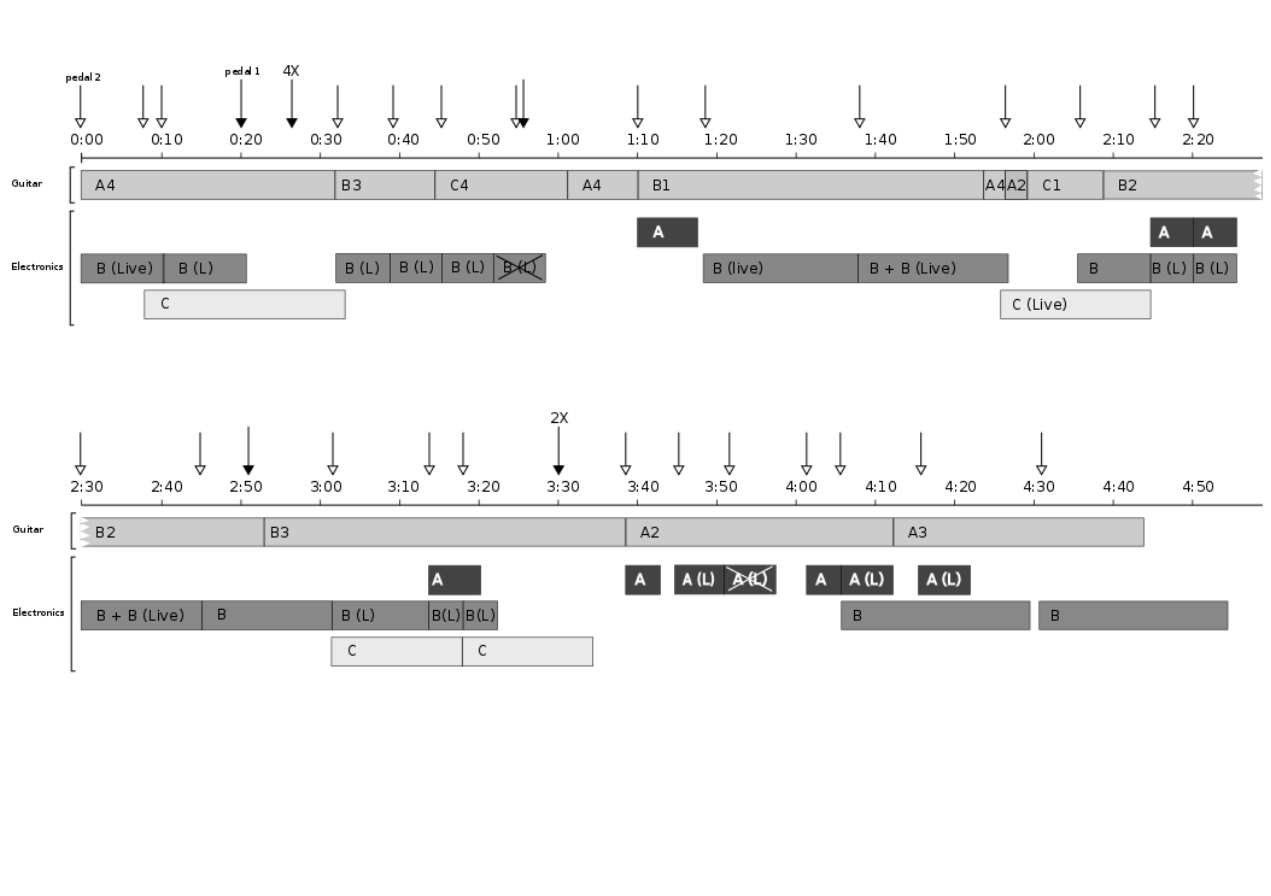 pedal 2 pedal 1 4X
0:00 0:10 0:20 0:30 0:40 0:50 1:00 1:10 1:20 1:30 1:40 1:50 2:00 2:10 2:20
Guitar A4 B3 C4 A4 B1 A4 A2 C1 B2
A A A
Electronics B (Live) B (L) B (L) B (L) B (L) B (L) B (live) B + B (Live) B B (L) B (L)
C C (Live)
2X
2:30 2:40 2:50 3:00 3:10 3:20 3:30 3:40 3:50 4:00 4:10 4:20 4:30 4:40 4:50
Guitar B2 B3 A2 A3
A A A (L) A (L) A A (L) A (L)
Electronics B + B (Live) B B (L) B(L) B(L) B B
C C